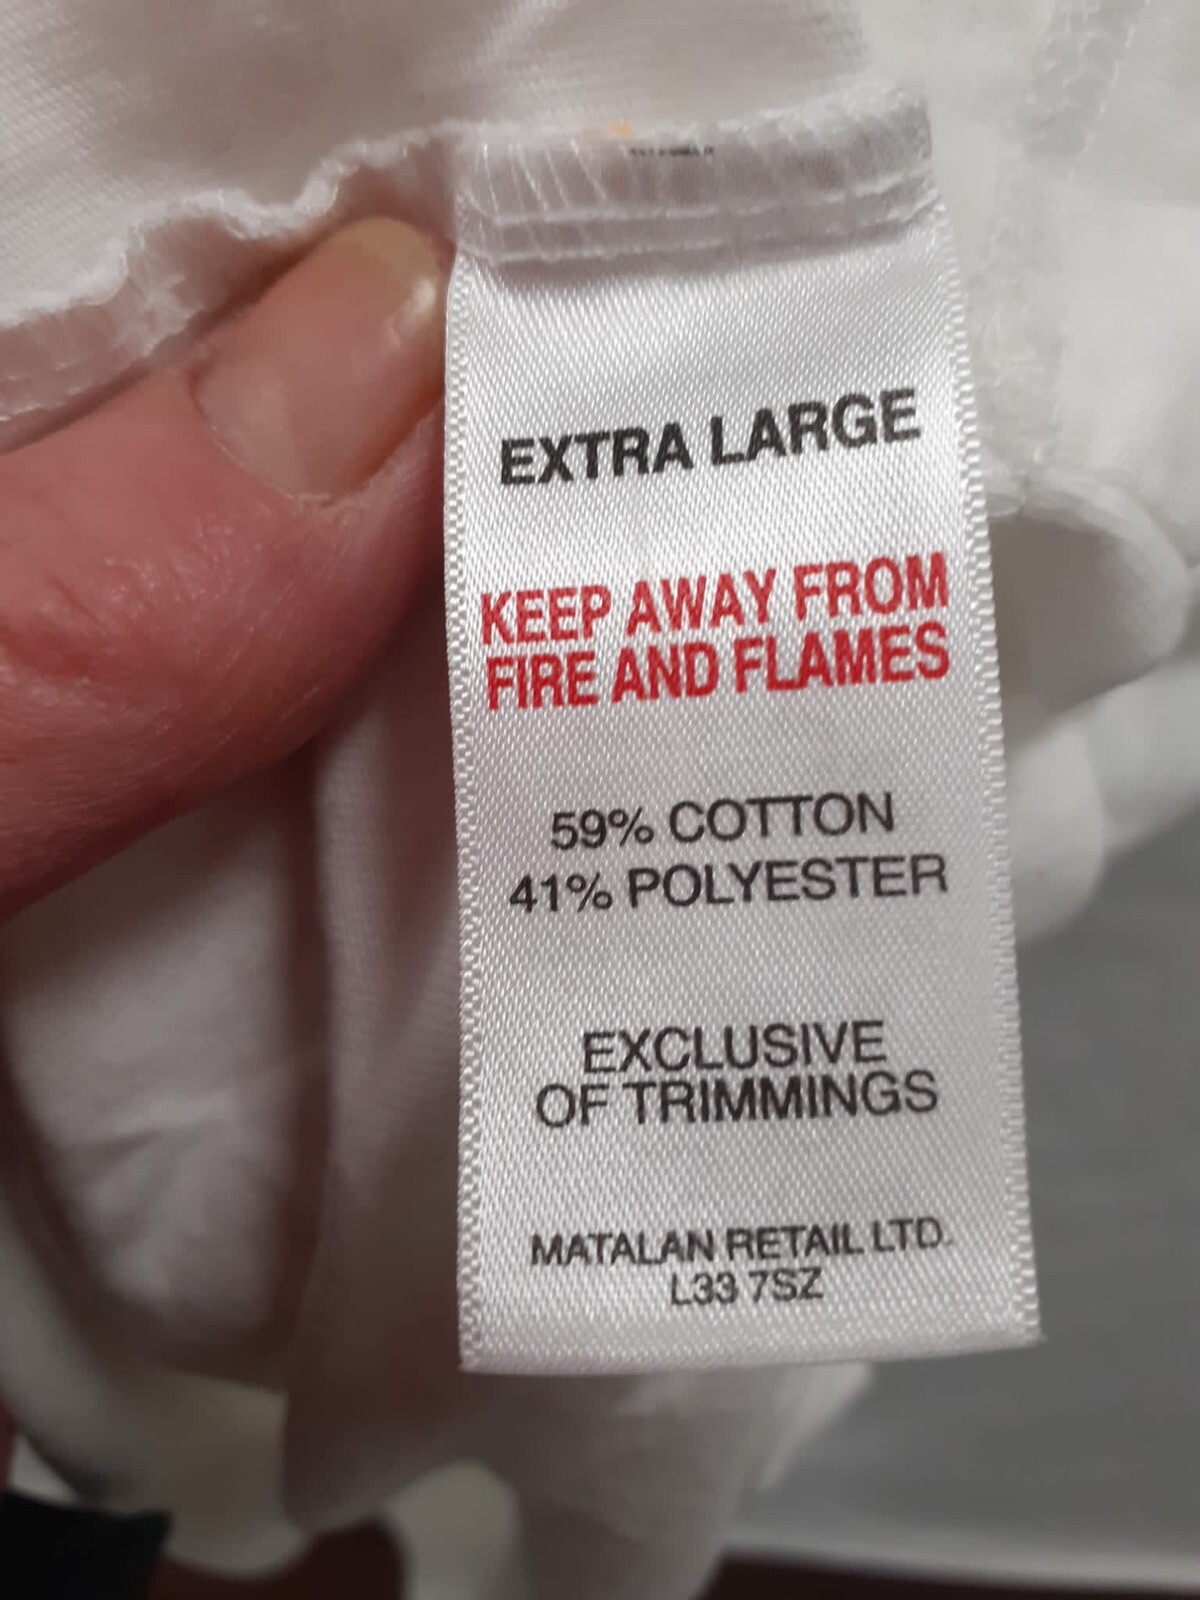 EXTRA LARGE
KEEP AWAY FROM
FIRE AND FLAMES
59% COTTON
41% POLYESTER
EXCLUSIVE
OF TRIMMINGS
MATALAN RETAIL LTD.
L33 7SZ